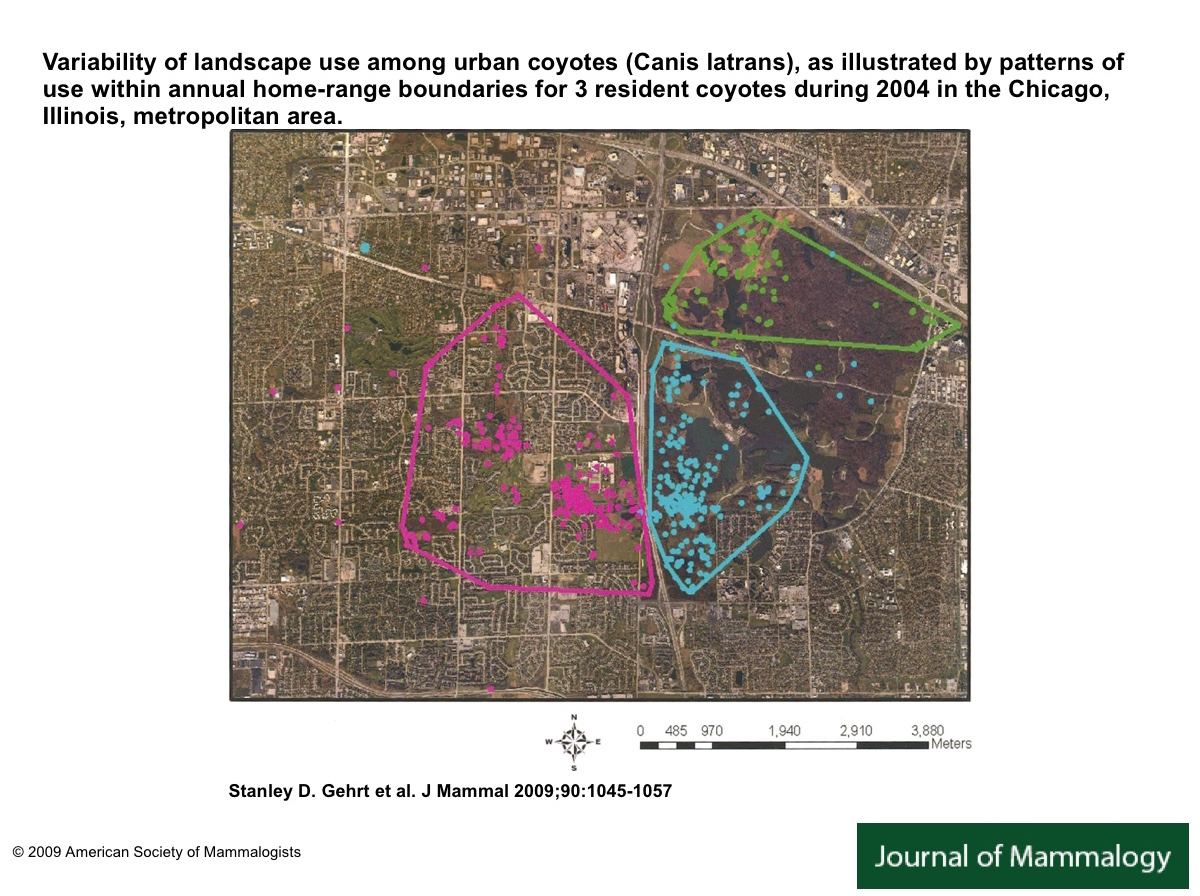 Variability of landscape use among urban coyotes (Canis latrans), as illustrated by patterns of
use within annual home-range boundaries for 3 resident coyotes during 2004 in the Chicago,
Illinois, metropolitan area.
N
W E
S
0 485 970 1,940 2,910 3,880
Meters
Stanley D. Gehrt et al. J Mammal 2009;90:1045-1057
© 2009 American Society of Mammalogists
Journal of Mammalogy